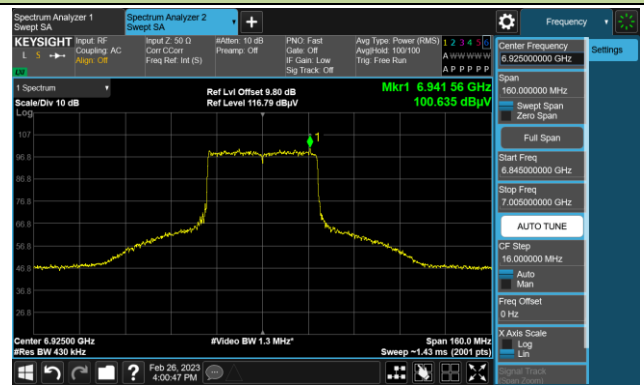 Spectrum Analyzer 1
Swept SA
Spectrum Analyzer 2
Swept SA
+
Frequency
KEYSIGHT
L S
Input: RF
Coupling: AC
Align: Off
Input Z: 50 Ω
Corr CCorr
Freq Ref: Int (S)
#Atten: 10 dB
Preamp: Off
PNO: Fast
Gate: Off
IF Gain: Low
Sig Track: Off
Avg Type: Power (RMS)
Avg|Hold: 100/100
Trig: Free Run
1 2 3 4 5 6
A W W W W W
A P P P P P
Center Frequency
6.925000000 GHz
Settings
1 Spectrum
Scale/Div 10 dB
Log
Ref Lvl Offset 9.80 dB
Ref Level 116.79 dBµV
Mkr1 6.941 56 GHz
100.635 dBµV
Span
160.000000 MHz
Swept Span
Zero Span
Full Span
Start Freq
6.845000000 GHz
Stop Freq
7.005000000 GHz
AUTO TUNE
CF Step
16.000000 MHz
Auto
Man
Freq Offset
0 Hz
X Axis Scale
Log
Lin
Signal Track
(Span Zoom)
107
96.8
86.8
76.8
66.8
56.8
46.8
36.8
26.8
1
Center 6.92500 GHz
#Res BW 430 kHz
#Video BW 1.3 MHz*
Span 160.0 MHz
Sweep ~1.43 ms (2001 pts)
?
Feb 26, 2023
4:00:47 PM